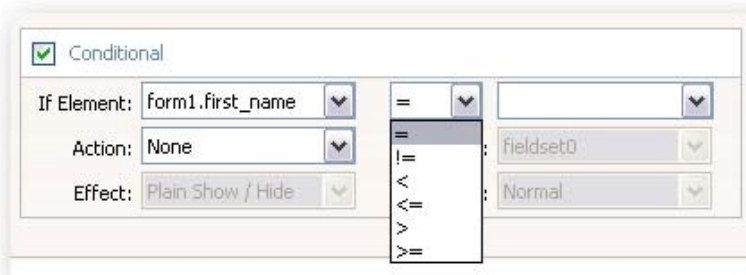 Conditional
If Element: form1.first_name = 
Action: None : fieldset0
Effect: Plain Show / Hide : Normal
=
!=
<
<=
>
>=